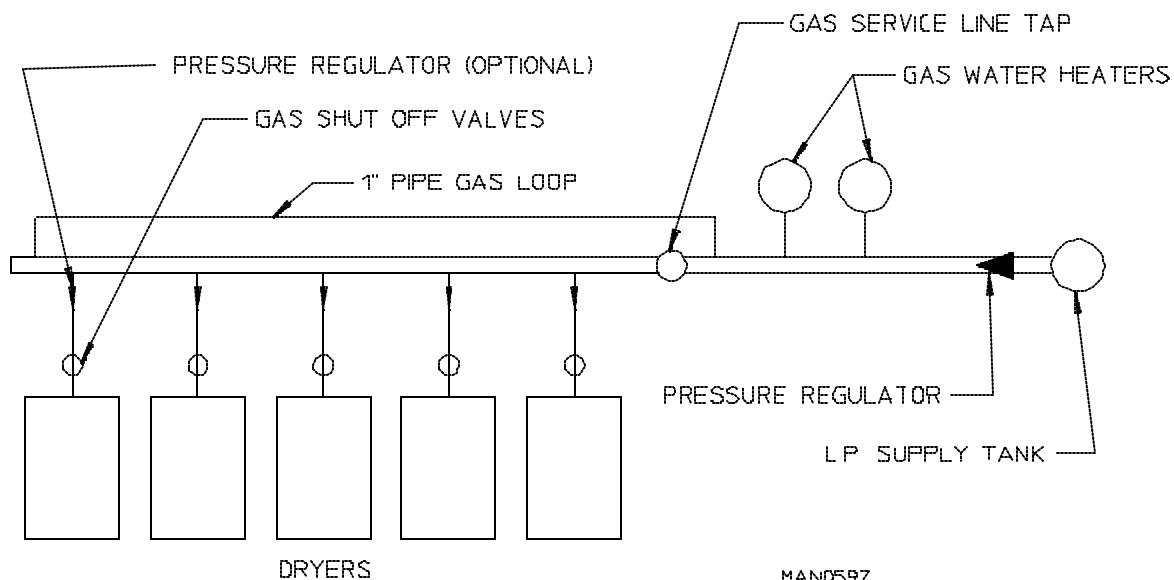 GAS SERVICE LINE TAP
PRESSURE REGULATOR (OPTIONAL)
GAS WATER HEATERS
GAS SHUT OFF VALVES
1" PIPE GAS LOOP
PRESSURE REGULATOR
LP SUPPLY TANK
DRYERS
MAN0597